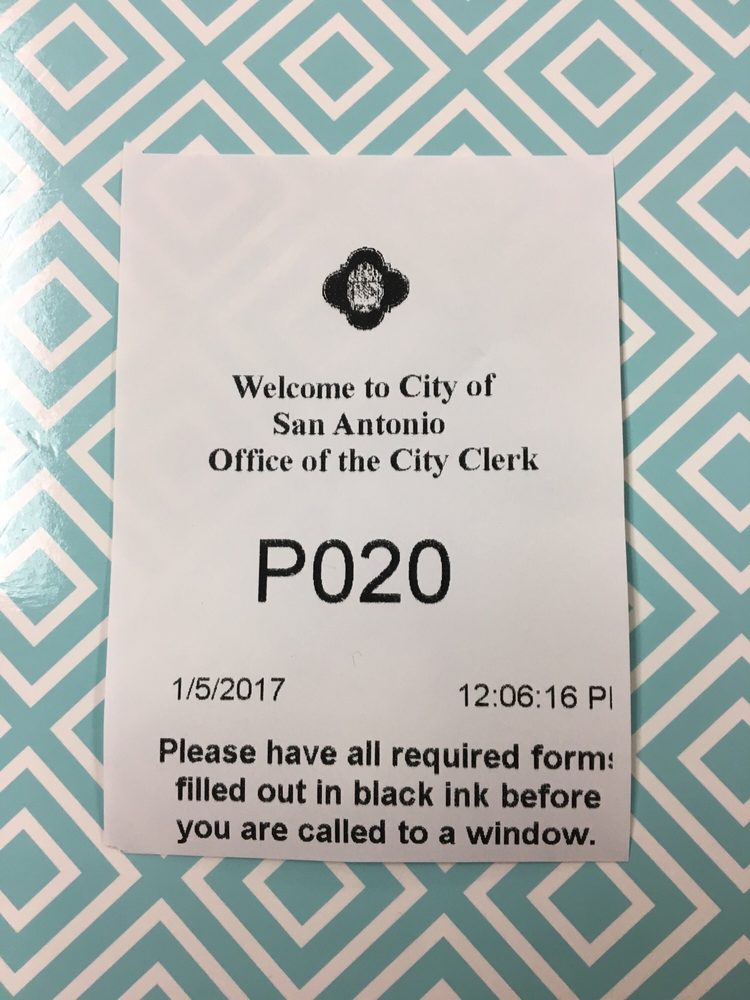 Welcome to City of
San Antonio
Office of the City Clerk
P020
1/5/2017 12:06:16 P
Please have all required forms
filled out in black ink before
you are called to a window.